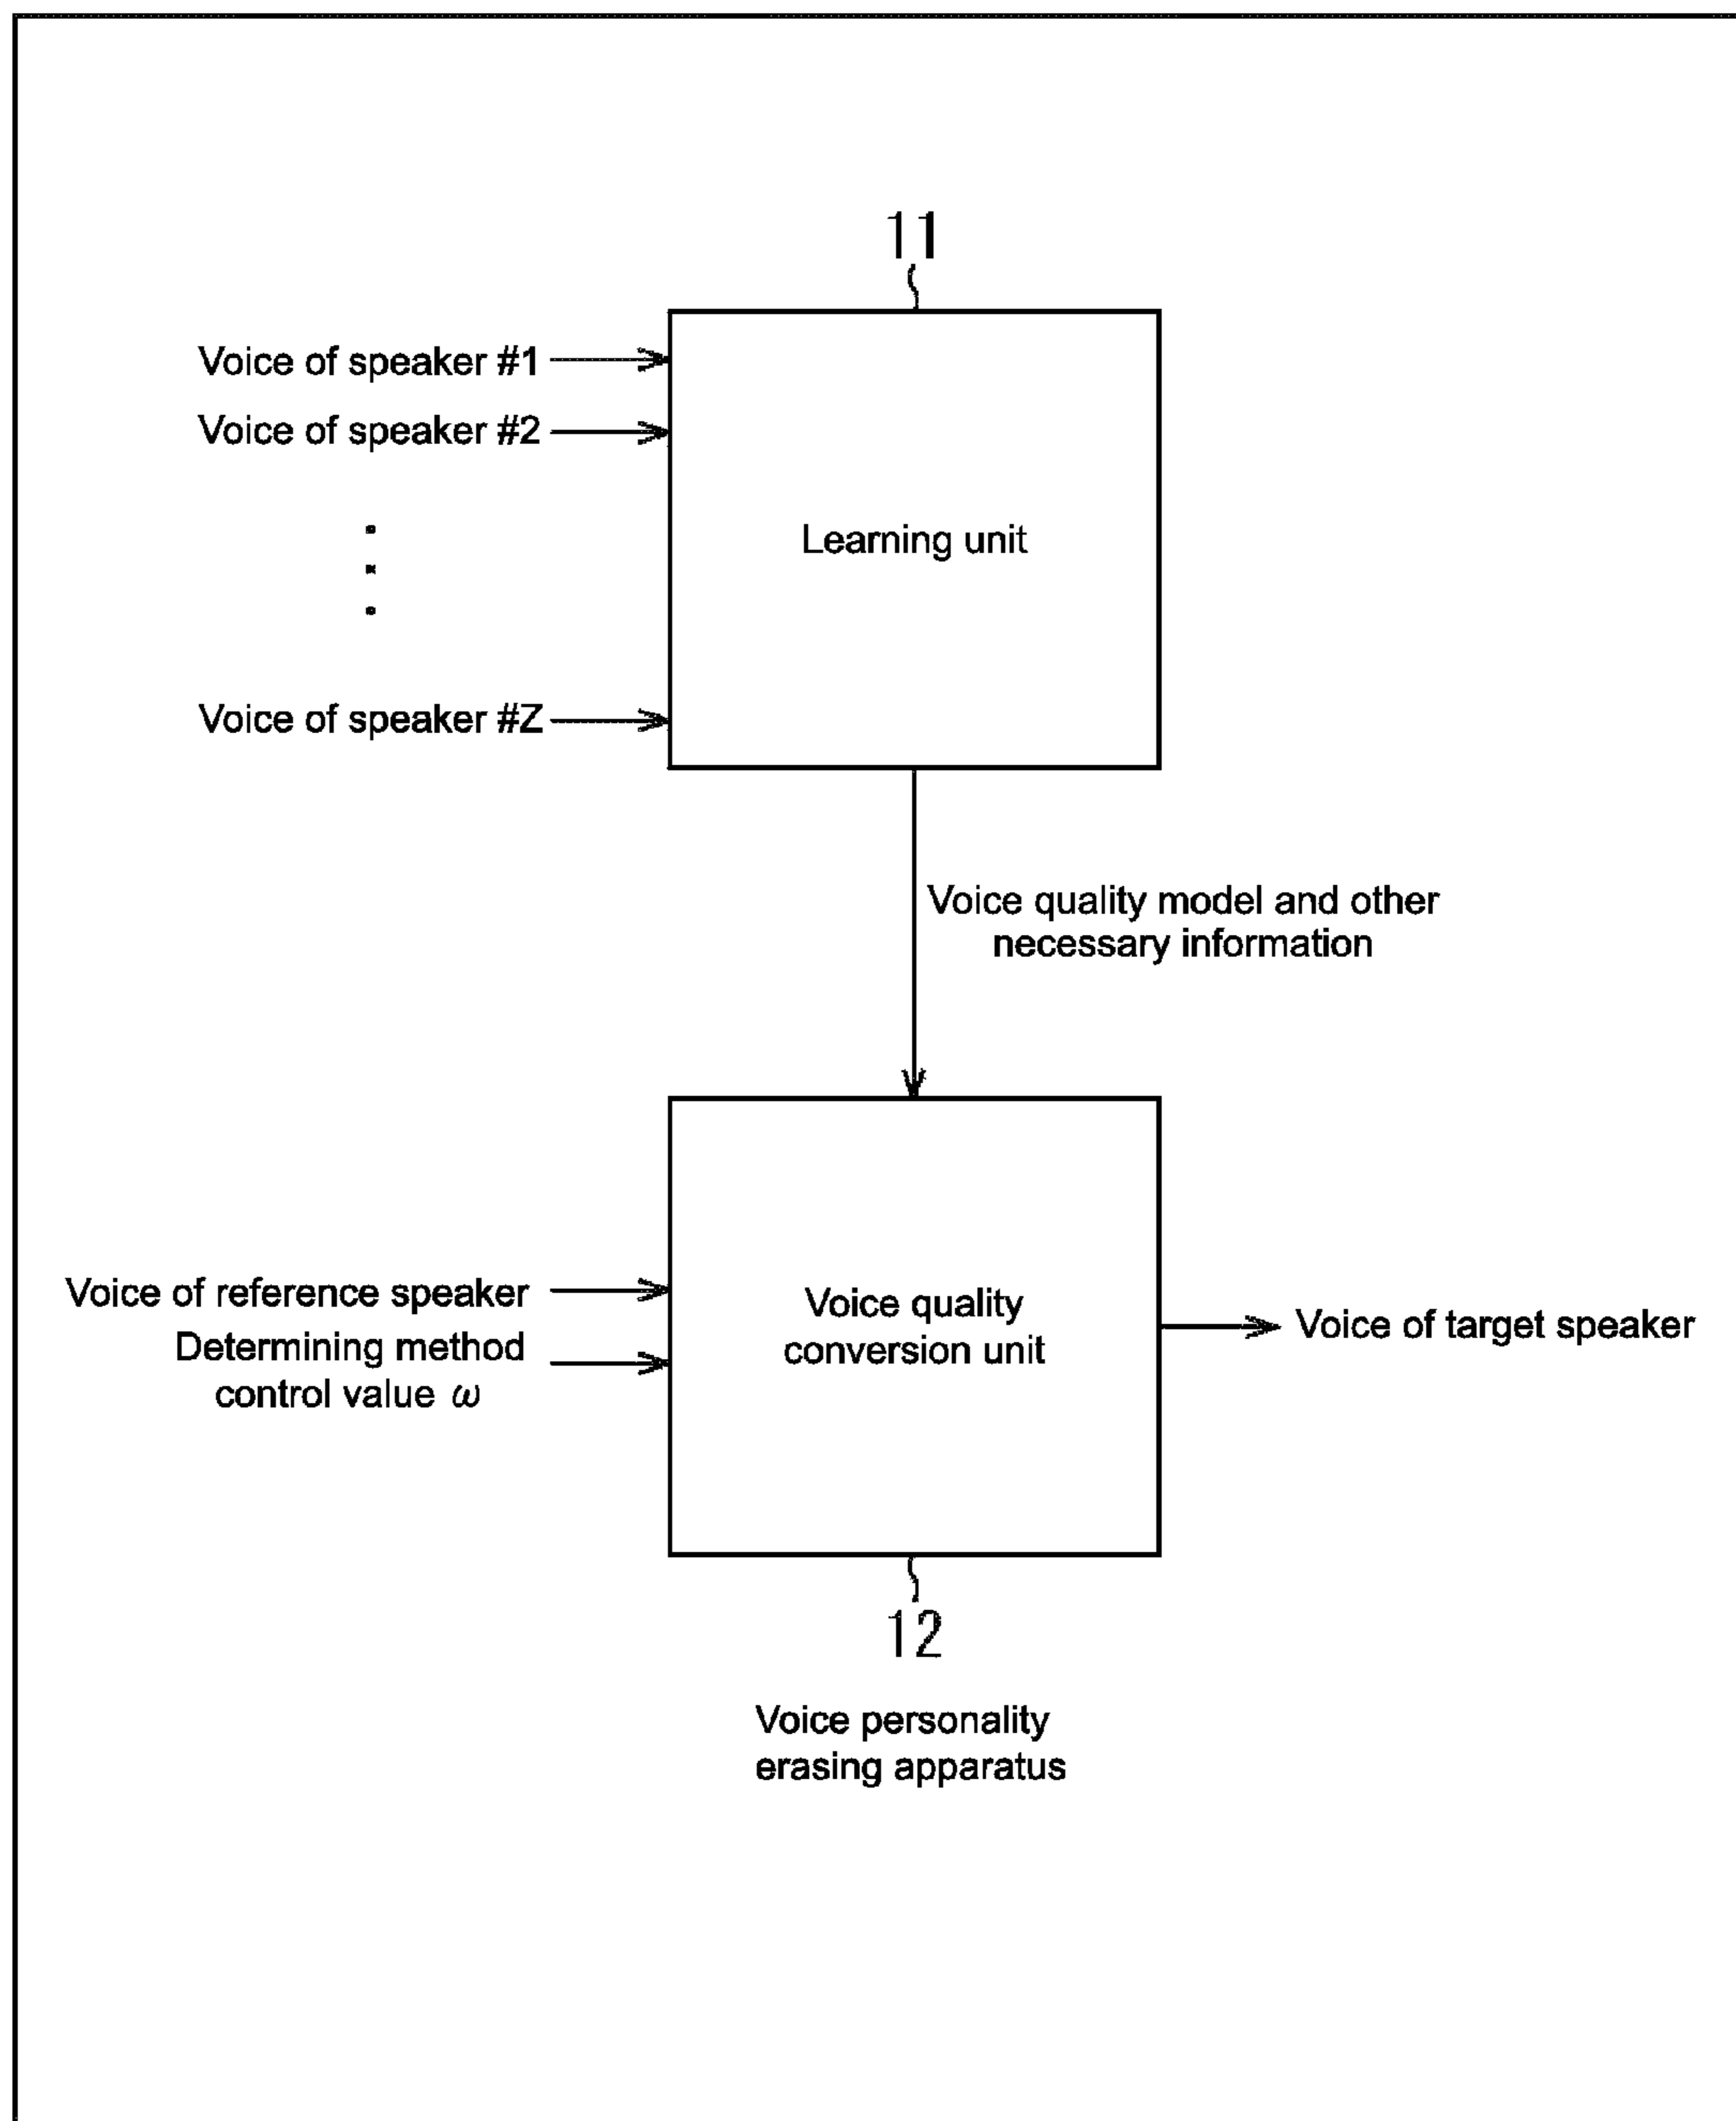 11
Voice of speaker #1
Voice of speaker #2
Learning unit
Voice of speaker #Z
Voice quality model and other
necessary information
Voice of reference speaker
Determining method
control value ω
Voice quality
conversion unit
Voice of target speaker
12
Voice personality
erasing apparatus